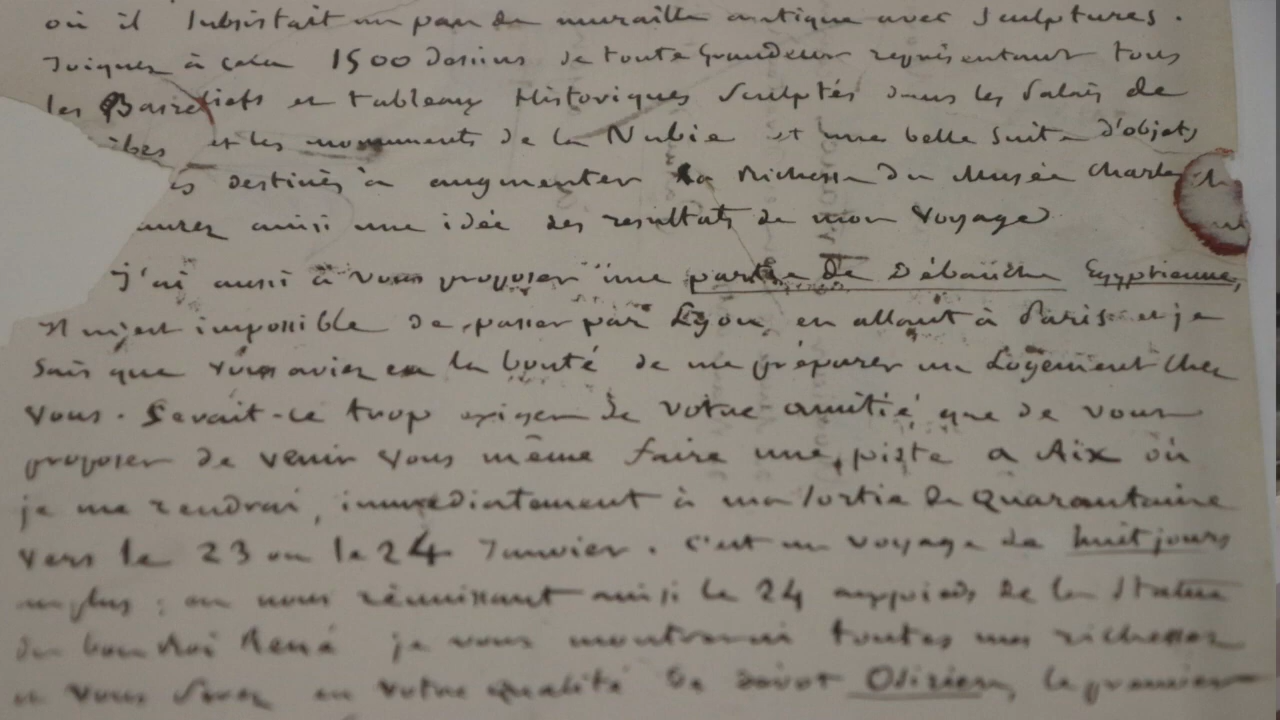 où il subsistait un pan de muraille antique avec sculptures.
Joignez à cela 1500 dessins de toute Grandeur représentant tous
les Basreliefs et tableaux Historiques Sculptés dans les Palais de
et les monuments de la Nubie et une belle Suite d'objets
destinés à augmenter la Richesse du Musée Charles
aurez ainsi une idée des resultats de mon Voyage
J'ai aussi à vous proposer une partie de Débauche Egyptienne,
Il m'est impossible de passer par Lyon, en allant à Paris et je
sais que vous aviez eu la bonté de me préparer un Logement chez
vous. Serait-ce trop exiger de votre amitié que de vous
proposer de venir vous même faire une piste a Aix où
je me rendrai, immédiatement à ma sortie de Quarantaine
vers le 23 ou le 24 Janvier. C'est un voyage de huit jours
au plus; en nous réunissant ainsi le 24 aux pieds de la Statue
du bon Roi René je vous montrerai toutes mes richesses
et vous serez en votre qualité de dévot Osirien, le premier